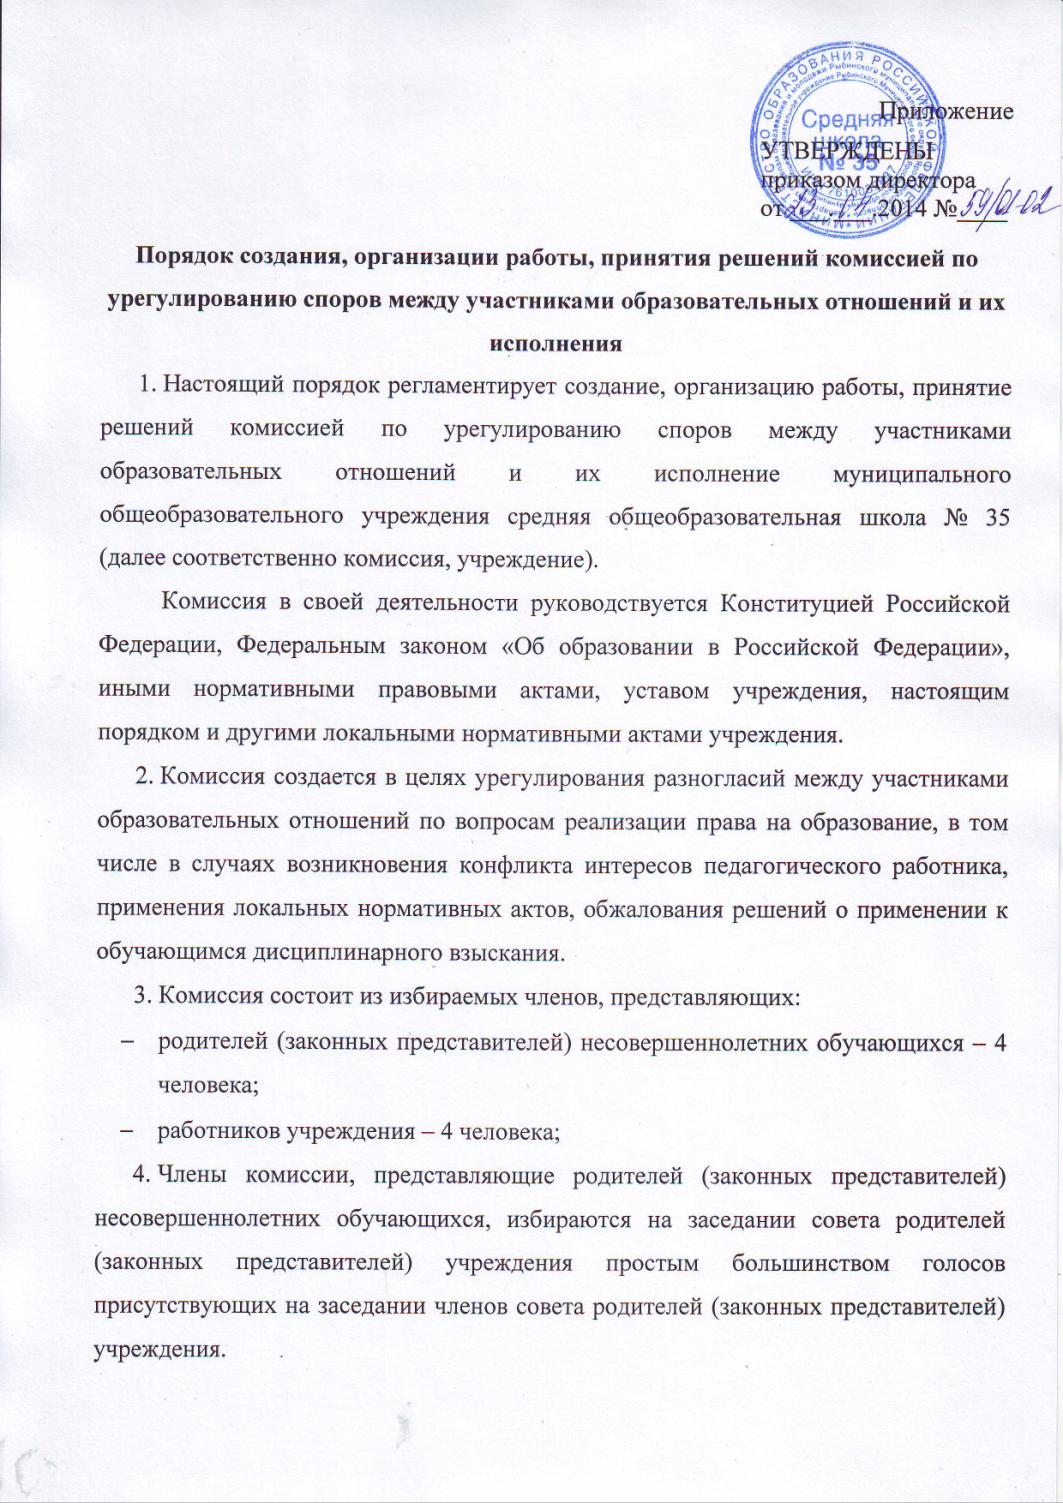 Приложение
УТВЕРЖДЕНЫ
Средняя
школа
№ 35
приказом директора
от 2014 № 59/01-02
Порядок создания, организации работы, принятия решений комиссией по
урегулированию споров между участниками образовательных отношений и их
исполнения
1. Настоящий порядок регламентирует создание, организацию работы, принятие
решений комиссией по урегулированию споров между участниками
образовательных отношений и их исполнение муниципального
общеобразовательного учреждения средняя общеобразовательная школа № 35
(далее соответственно комиссия, учреждение).
Комиссия в своей деятельности руководствуется Конституцией Российской
Федерации, Федеральным законом «Об образовании в Российской Федерации»,
иными нормативными правовыми актами, уставом учреждения, настоящим
порядком и другими локальными нормативными актами учреждения.
2. Комиссия создается в целях урегулирования разногласий между участниками
образовательных отношений по вопросам реализации права на образование, в том
числе в случаях возникновения конфликта интересов педагогического работника,
применения локальных нормативных актов, обжалования решений о применении к
обучающимся дисциплинарного взыскания.
3. Комиссия состоит из избираемых членов, представляющих:
– родителей (законных представителей) несовершеннолетних обучающихся – 4
человека;
– работников учреждения – 4 человека;
4. Члены комиссии, представляющие родителей (законных представителей)
несовершеннолетних обучающихся, избираются на заседании совета родителей
(законных представителей) учреждения простым большинством голосов
присутствующих на заседании членов совета родителей (законных представителей)
учреждения.